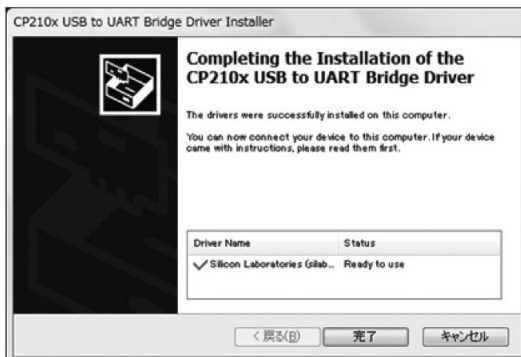 CP210x USB to UART Bridge Driver Installer
Completing the Installation of the
CP210x USB to UART Bridge Driver
The drivers were successfully installed on this computer.
You can now connect your device to this computer. If your device
came with instructions, please read them first.
Driver Name Status
Silicon Laboratories (silab... Ready to use
< 戻る(B) 完了 キャンセル